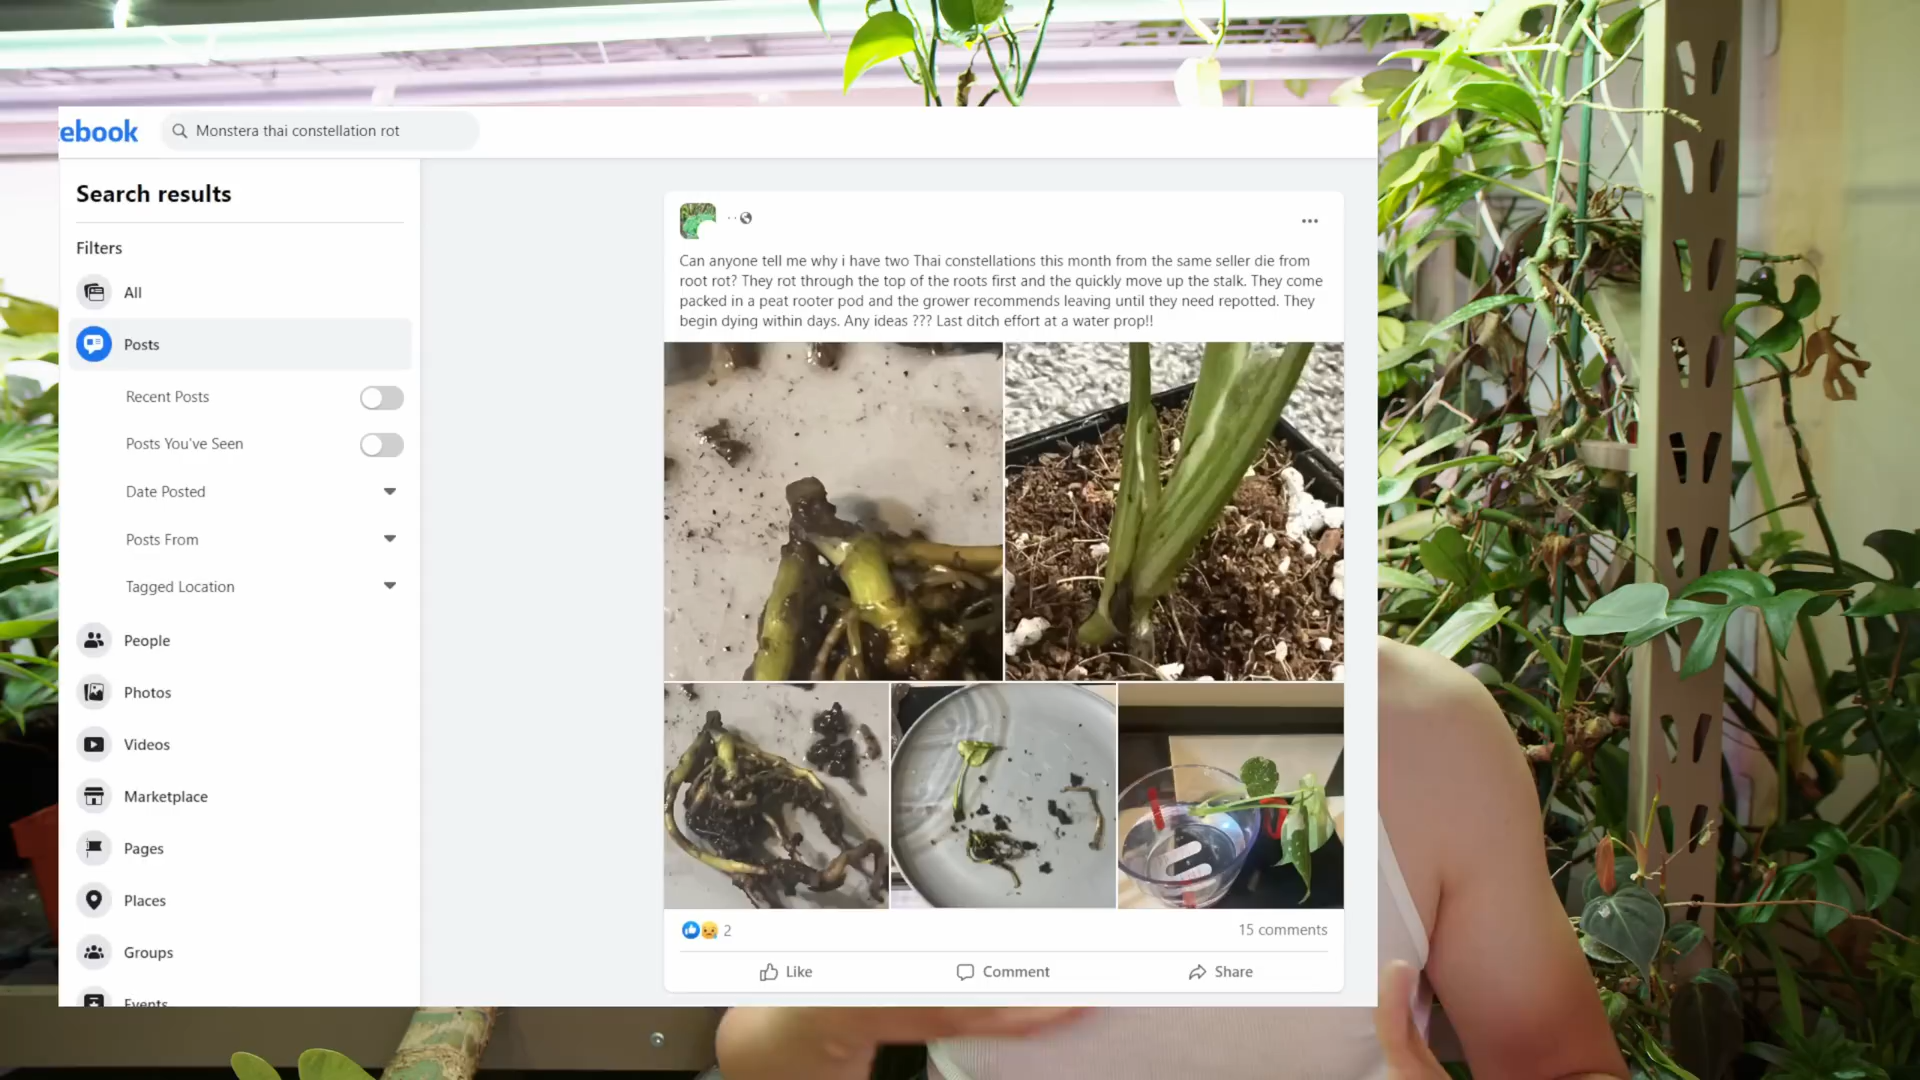 ebook
Monstera thai constellation rot
Search results
Filters
All
Posts
Recent Posts
Posts You've Seen
Date Posted
Posts From
Tagged Location
People
Photos
Videos
Marketplace
Pages
Places
Groups
Events
Can anyone tell me why i have two Thai constellations this month from the same seller die from
root rot? They rot through the top of the roots first and the quickly move up the stalk. They come
packed in a peat rooter pod and the grower recommends leaving until they need repotted. They
begin dying within days. Any ideas ??? Last ditch effort at a water prop!!
2
15 comments
Like
Comment
Share